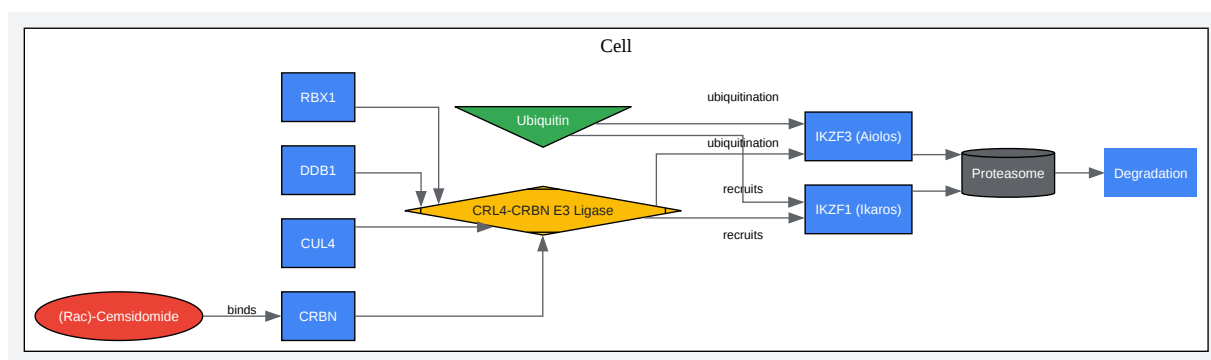 Cell
RBX1
ubiquitination
Ubiquitin
IKZF3 (Aiolos)
ubiquitination
DDB1
Proteasome
Degradation
recruits
IKZF1 (Ikaros)
CRL4-CRBN E3 Ligase
recruits
CUL4
binds
(Rac)-Cemsidomide
CRBN